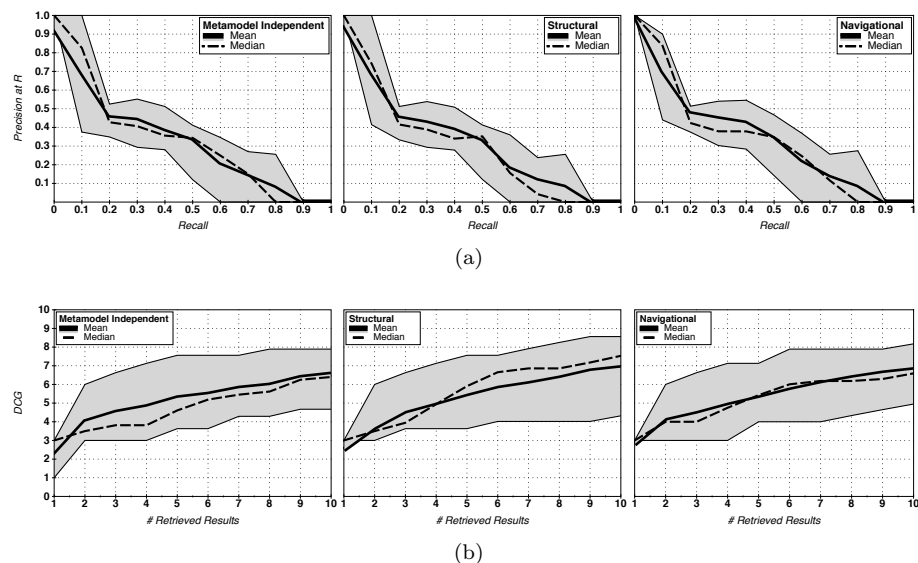 Metamodel Independent
Mean
Median
Structural
Mean
Median
Navigational
Mean
Median
Precision at R
1.0
0.9
0.8
0.7
0.6
0.5
0.4
0.3
0.2
0.1
0 0.1 0.2 0.3 0.4 0.5 0.6 0.7 0.8 0.9 1
0 0.1 0.2 0.3 0.4 0.5 0.6 0.7 0.8 0.9 1
0 0.1 0.2 0.3 0.4 0.5 0.6 0.7 0.8 0.9 1
Recall
Recall
Recall
(a)
Metamodel Independent
Mean
Median
Structural
Mean
Median
Navigational
Mean
Median
DCG
10
9
8
7
6
5
4
3
2
1
0
1 2 3 4 5 6 7 8 9 10
1 2 3 4 5 6 7 8 9 10
1 2 3 4 5 6 7 8 9 10
# Retrieved Results
# Retrieved Results
# Retrieved Results
(b)